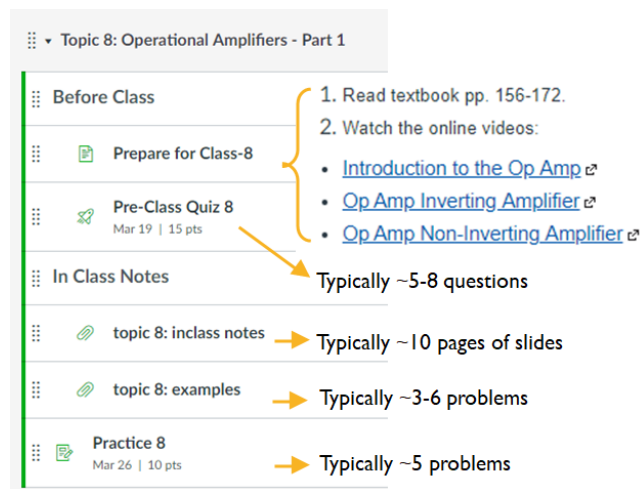 Topic 8: Operational Amplifiers - Part 1
Before Class
Prepare for Class-8
1. Read textbook pp. 156-172.
2. Watch the online videos:
• Introduction to the Op Amp
• Op Amp Inverting Amplifier
• Op Amp Non-Inverting Amplifier
Pre-Class Quiz 8
Mar 19 | 15 pts
Typically ~5-8 questions
In Class Notes
topic 8: inclass notes
Typically ~10 pages of slides
topic 8: examples
Typically ~3-6 problems
Practice 8
Mar 26 | 10 pts
Typically ~5 problems